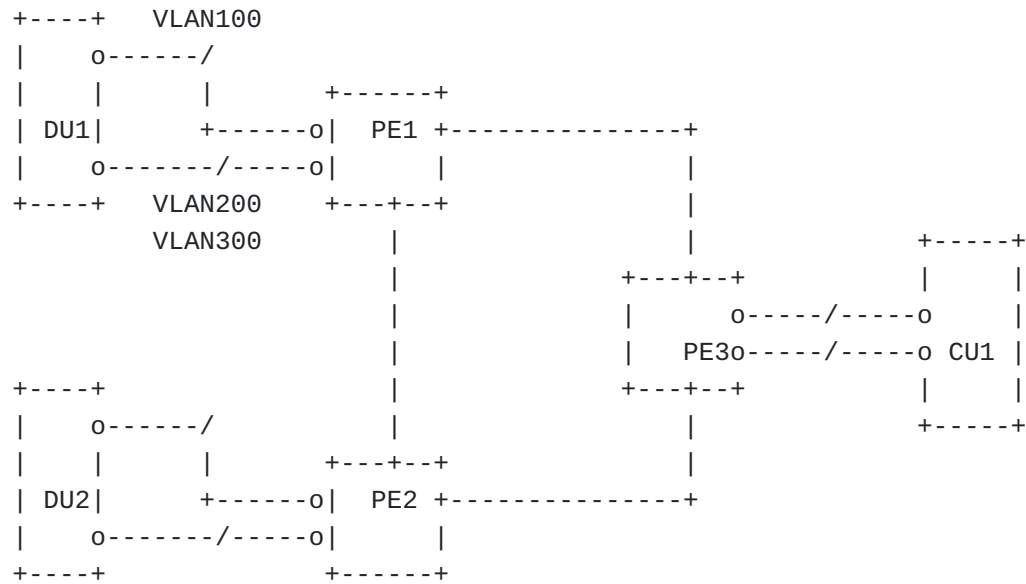 VLAN100
DU1 PE1
VLAN200
VLAN300
PE3 CU1
DU2 PE2